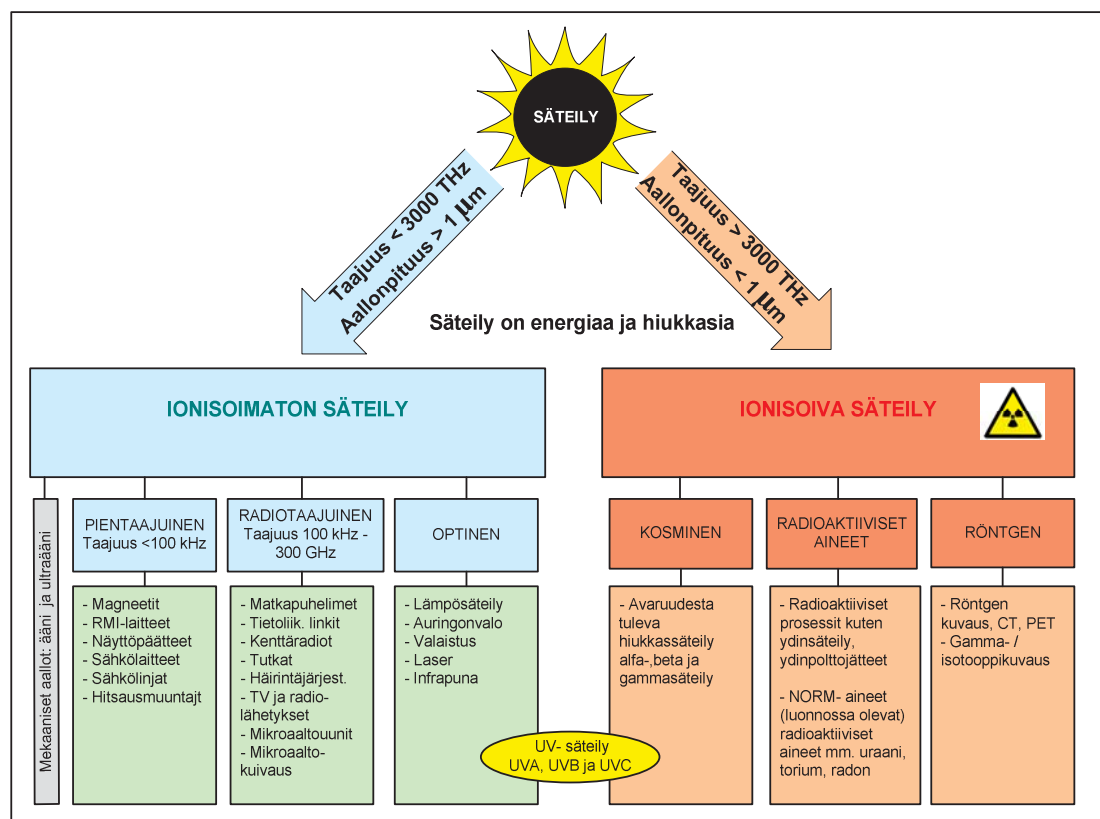 SÄTEILY
Taajuus < 3000 THz
Aallonpituus > 1 µm
Taajuus > 3000 THz
Aallonpituus < 1 µm
Säteily on energiaa ja hiukkasia
IONISOIMATON SÄTEILY
IONISOIVA SÄTEILY
Mekaaniset aallot: ääni ja ultraääni
PIENTAAJUINEN
Taajuus <100 kHz
- Magneetit
- RMI-laitteet
- Näyttöpäätteet
- Sähkölaitteet
- Sähkölinjat
- Hitsausmuuntajt
RADIOTAAJUINEN
Taajuus 100 kHz -
300 GHz
- Matkapuhelimet
- Tietoliik. linkit
- Kenttäradiot
- Tutkat
- Häirintäjärjest.
- TV ja radio-
lähetykset
- Mikroaaltouunit
- Mikroaalto-
kuivaus
OPTINEN
- Lämpösäteily
- Auringonvalo
- Valaistus
- Laser
- Infrapuna
UV- säteily
UVA, UVB ja UVC
KOSMINEN
- Avaruudesta
tuleva
hiukkassäteily
alfa-,beta ja
gammasäteily
RADIOAKTIIVISET
AINEET
- Radioaktiiviset
prosessit kuten
ydinsäteily,
ydinpolttojätteet
- NORM- aineet
(luonnossa olevat)
radioaktiiviset
aineet mm. uraani,
torium, radon
RÖNTGEN
- Röntgen
kuvaus, CT, PET
- Gamma- /
isotooppikuvaus